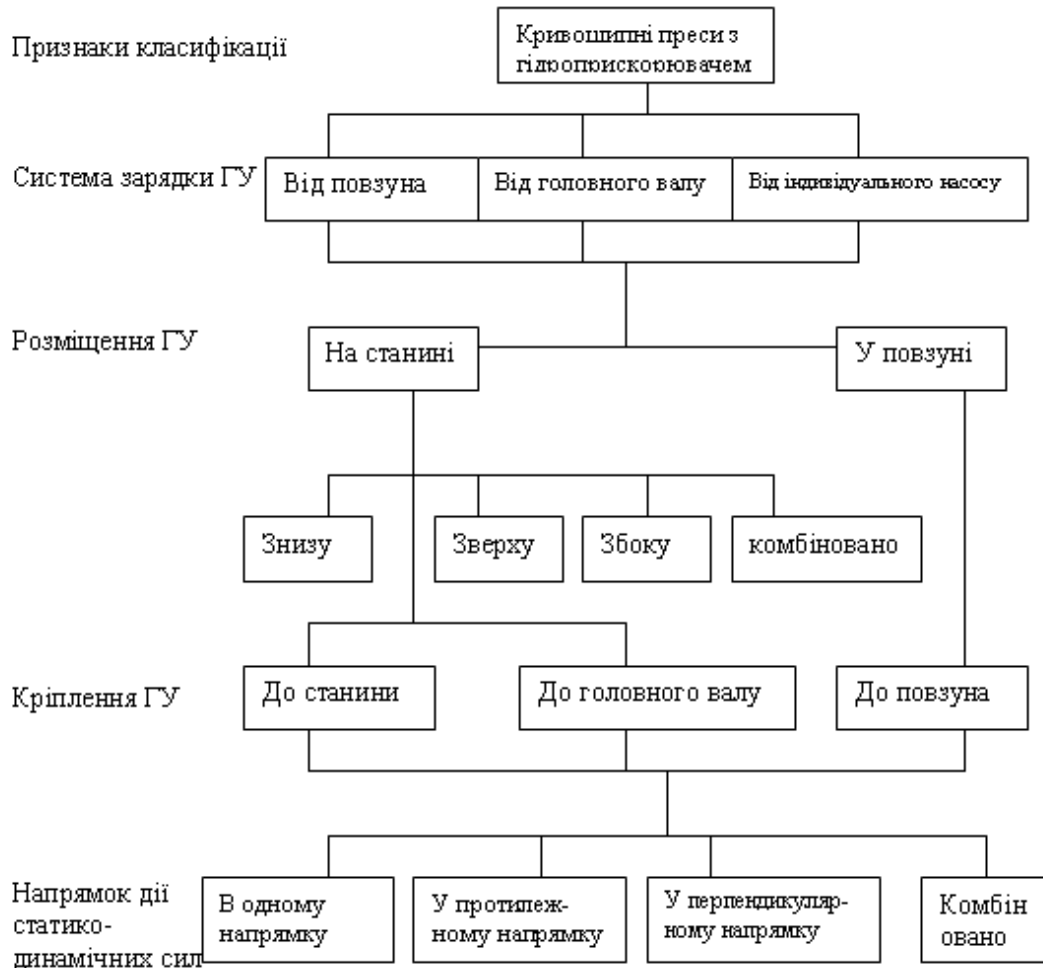 Признаки класифікації
Кривошипні преси з
гідроприскорювачем
Система зарядки ГУ
Від повзуна
Від головного валу
Від індивідуального насосу
Розміщення ГУ
На станині
У повзуні
Знизу
Зверху
Збоку
комбіновано
Кріплення ГУ
До станини
До головного валу
До повзуна
Напрямок дії
статико-
динамічних сил
В одному
напрямку
У протилеж-
ному напрямку
У перпендикуляр-
ному напрямку
Комбін
овано